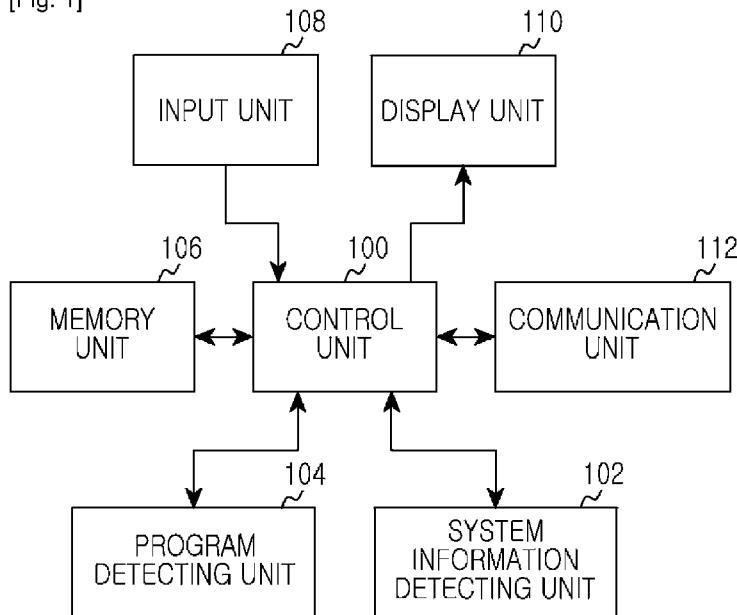 [Fig. 1]
108
110
INPUT UNIT
DISPLAY UNIT
106
100
112
MEMORY
UNIT
CONTROL
UNIT
COMMUNICATION
UNIT
104
102
PROGRAM
DETECTING UNIT
SYSTEM
INFORMATION
DETECTING UNIT